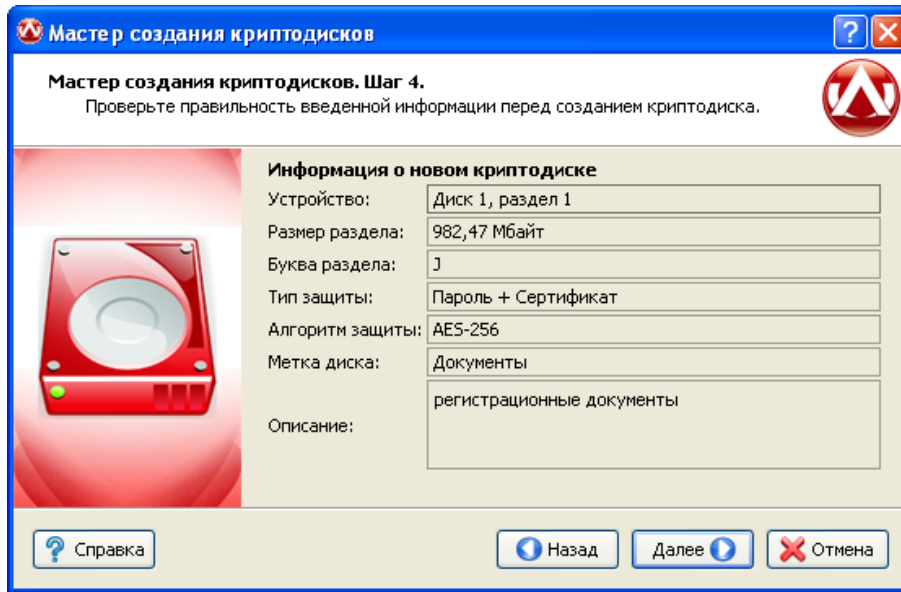 Мастер создания криптодисков
Мастер создания криптодисков. Шаг 4.
Проверьте правильность введенной информации перед созданием криптодиска.
Информация о новом криптодиске
Устройство: Диск 1, раздел 1
Размер раздела: 982,47 Мбайт
Буква раздела: J
Тип защиты: Пароль + Сертификат
Алгоритм защиты: AES-256
Метка диска: Документы
Описание: регистрационные документы
Справка Назад Далее Отмена